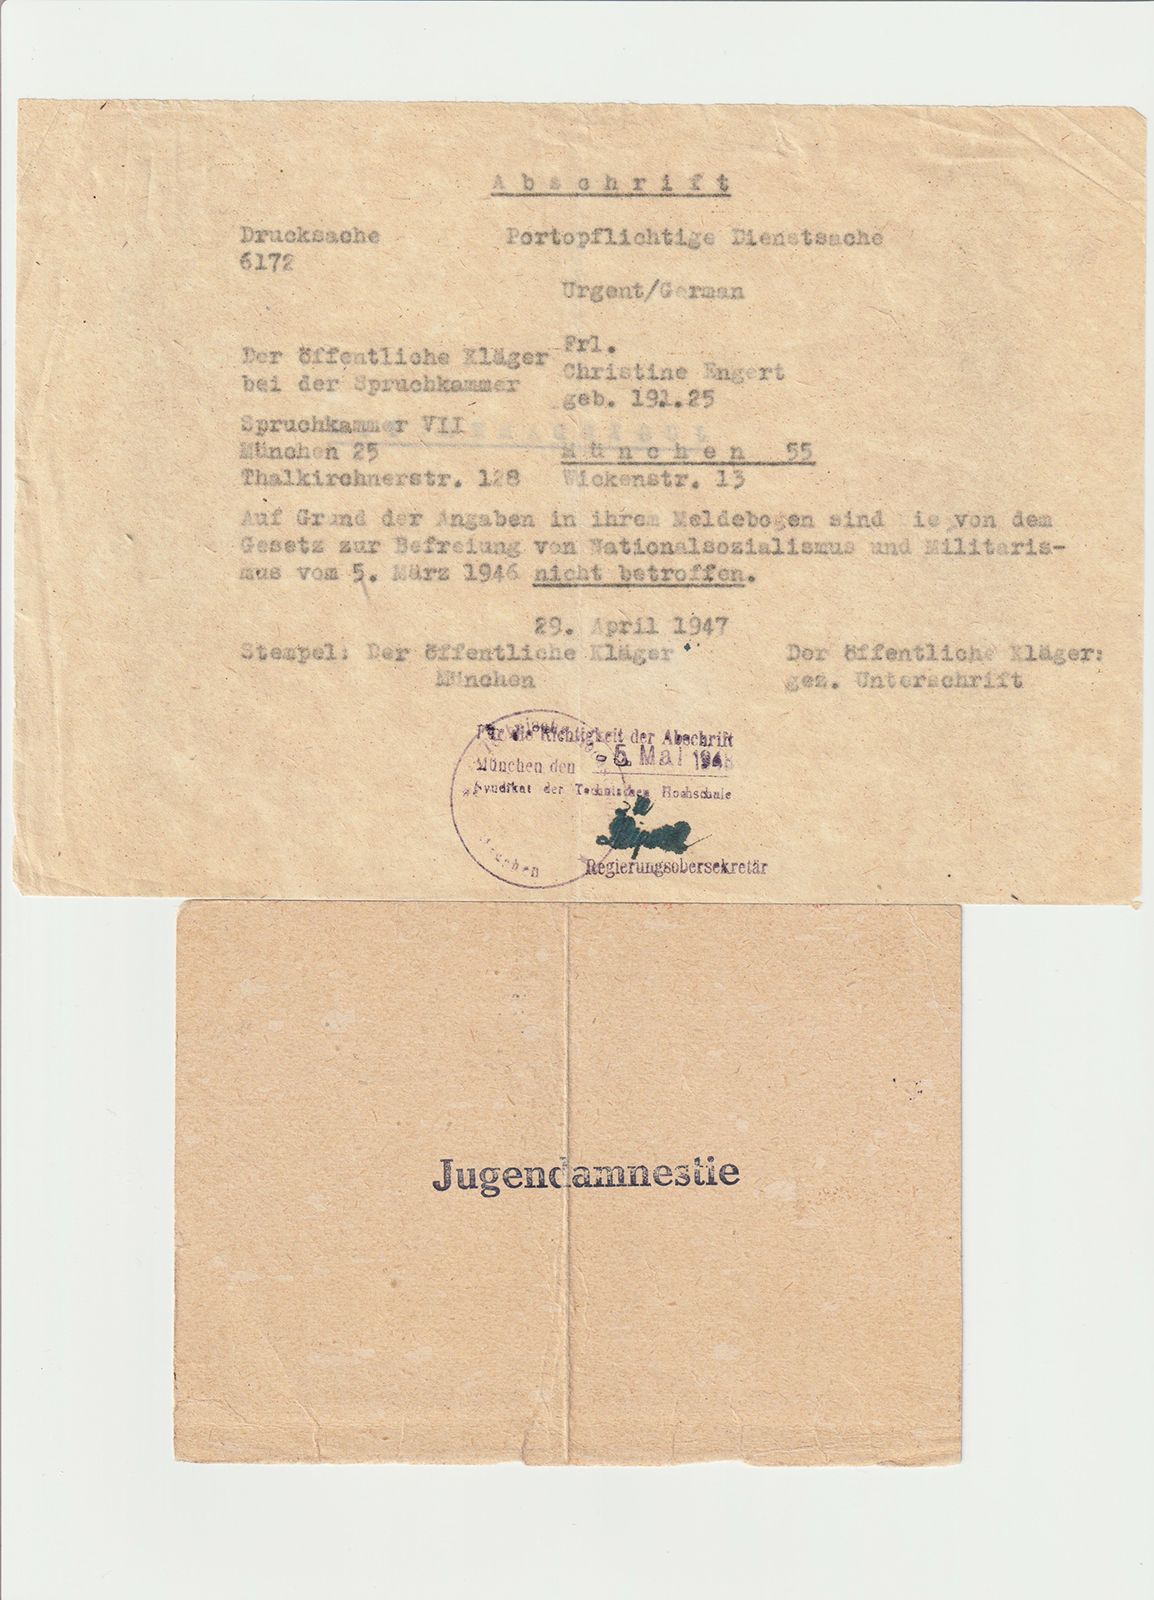 Abschrift
Drucksache Portopflichtige Dienstsache
6172
Urgent/German
Der öffentliche Kläger
bei der Spruchkammer
Frl.
Christine Engert
geb. 191.25
Spruchkammer VII
München 25
Thalkirchnerstr. 128
München 55
Wickenstr. 13
Auf Grund der Angaben in ihrem Meldebogen sind ie von dem
Gesetz zur Befreiung von Nationalsozialismus und Militaris-
mus vom 5. März 1946 nicht betroffen.
29. April 1947
Stempel: Der öffentliche Kläger
München
Der öffentliche Kläger:
gez. Unterschrift
Für die Richtigkeit der Abschrift
München den 5. Mai 1948
Syndikat der Technischen Hochschule
Regierungsobersekretär
Jugendamnestie